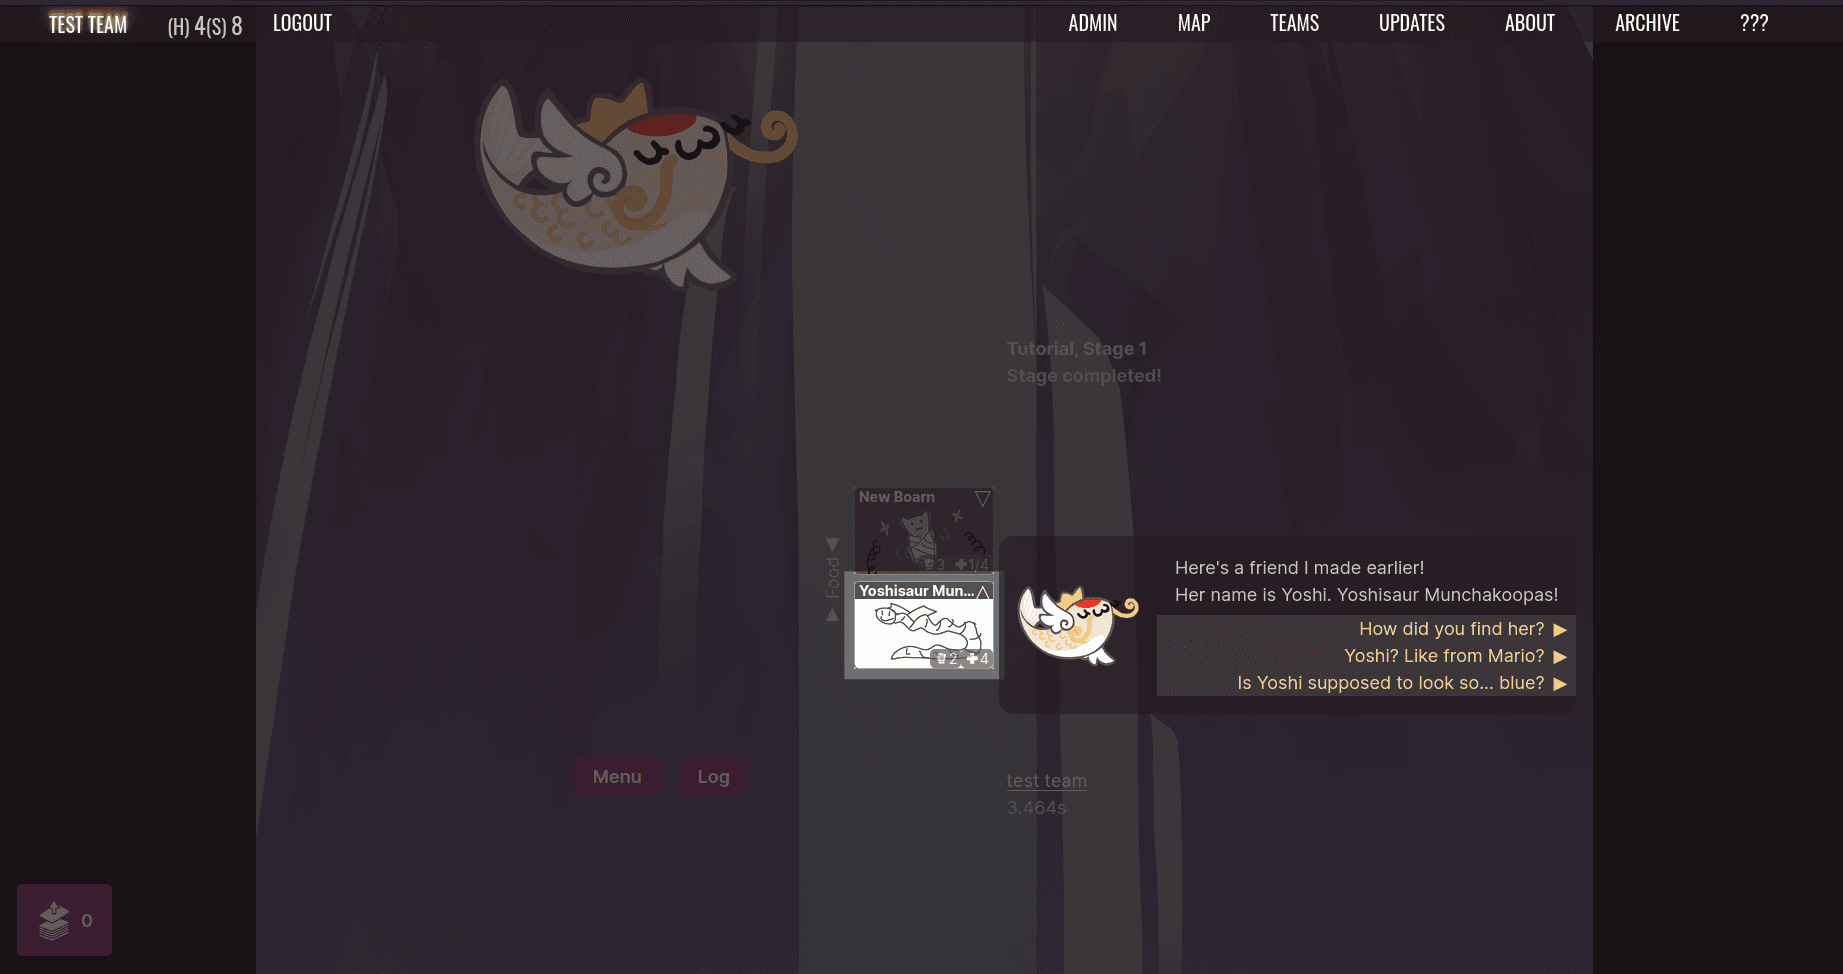 TEST TEAM (H) 4(S) 8 LOGOUT ADMIN MAP TEAMS UPDATES ABOUT ARCHIVE ???
Tutorial, Stage 1
Stage completed!
New Boarn
3 1/4
Food
Yoshisaur Mun...
2 4
Here's a friend I made earlier!
Her name is Yoshi. Yoshisaur Munchakoopas!
How did you find her?
Yoshi? Like from Mario?
Is Yoshi supposed to look so... blue?
Menu Log
test team
3.464s
0